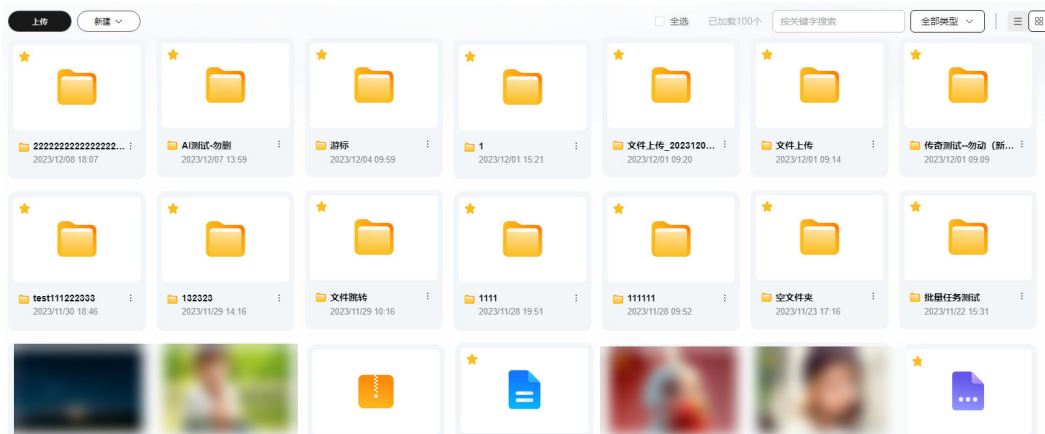 上传
新建
全选
已加载100个
按关键字搜索
全部类型
2222222222222222...
2023/12/08 18:07
AI测试-勿删
2023/12/07 13:59
游标
2023/12/04 09:59
1
2023/12/01 15:21
文件上传_2023120...
2023/12/01 09:20
文件上传
2023/12/01 09:14
传奇测试--勿动（新...
2023/12/01 09:09
test111222333
2023/11/30 18:46
132323
2023/11/29 14:16
文件跳转
2023/11/29 10:16
1111
2023/11/28 19:51
111111
2023/11/28 09:52
空文件夹
2023/11/23 17:16
批量任务测试
2023/11/22 15:31